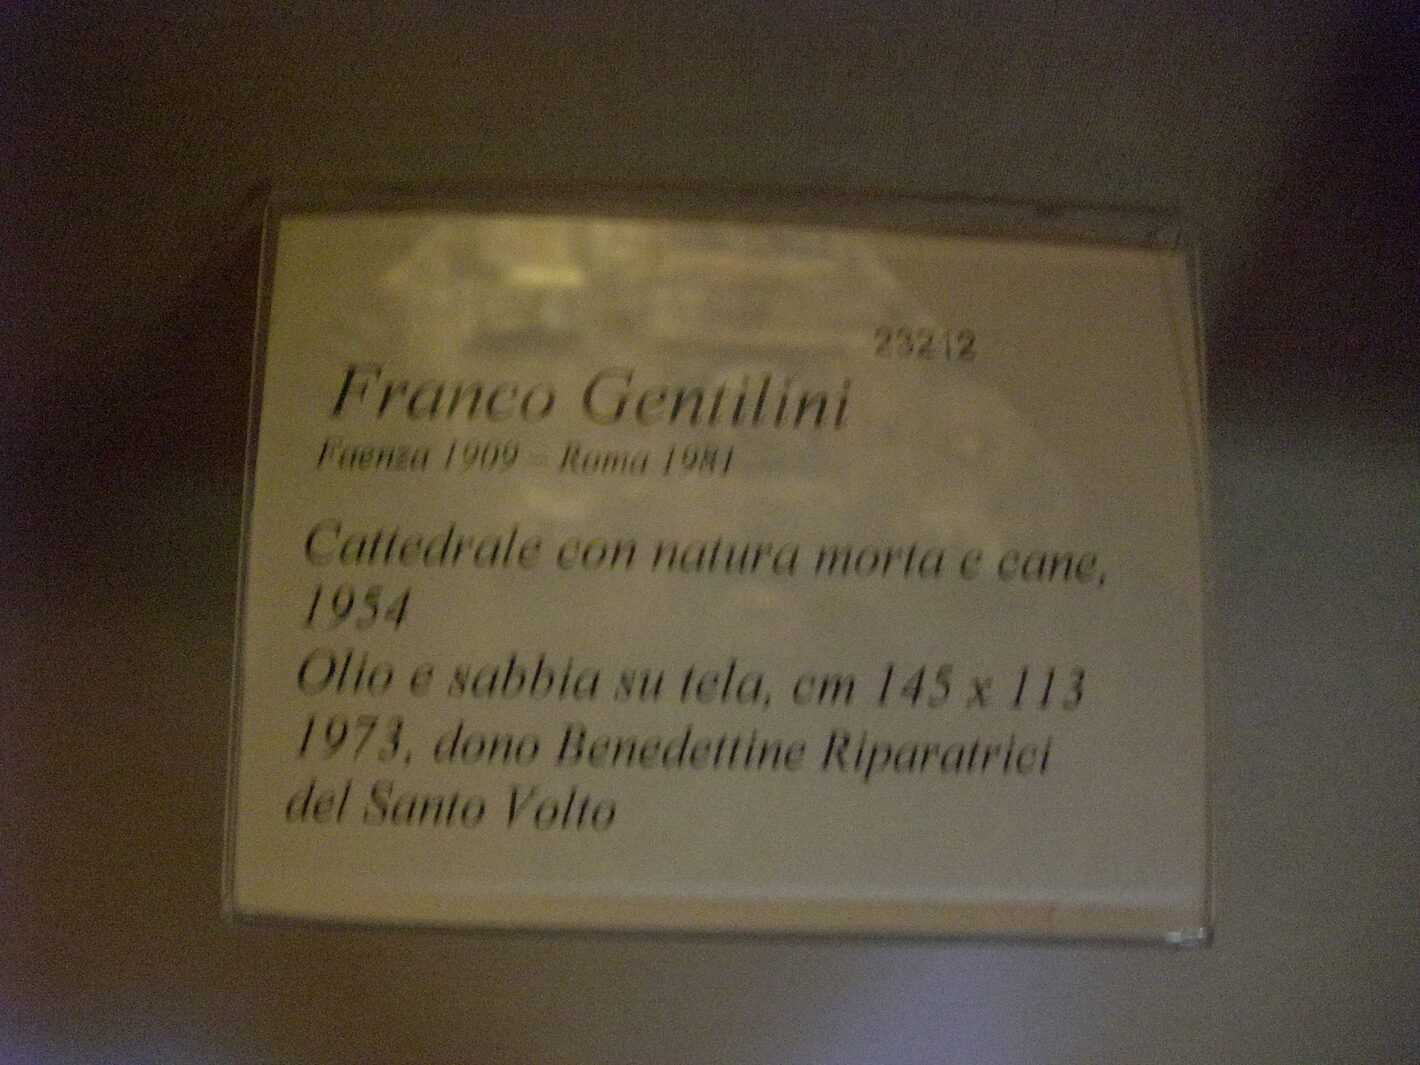 23242
Franco Gentilini
Faenza 1909 – Roma 1981
Cattedrale con natura morta e cane,
1954
Olio e sabbia su tela, cm 145 x 113
1973, dono Benedettine Riparatrici
del Santo Volto